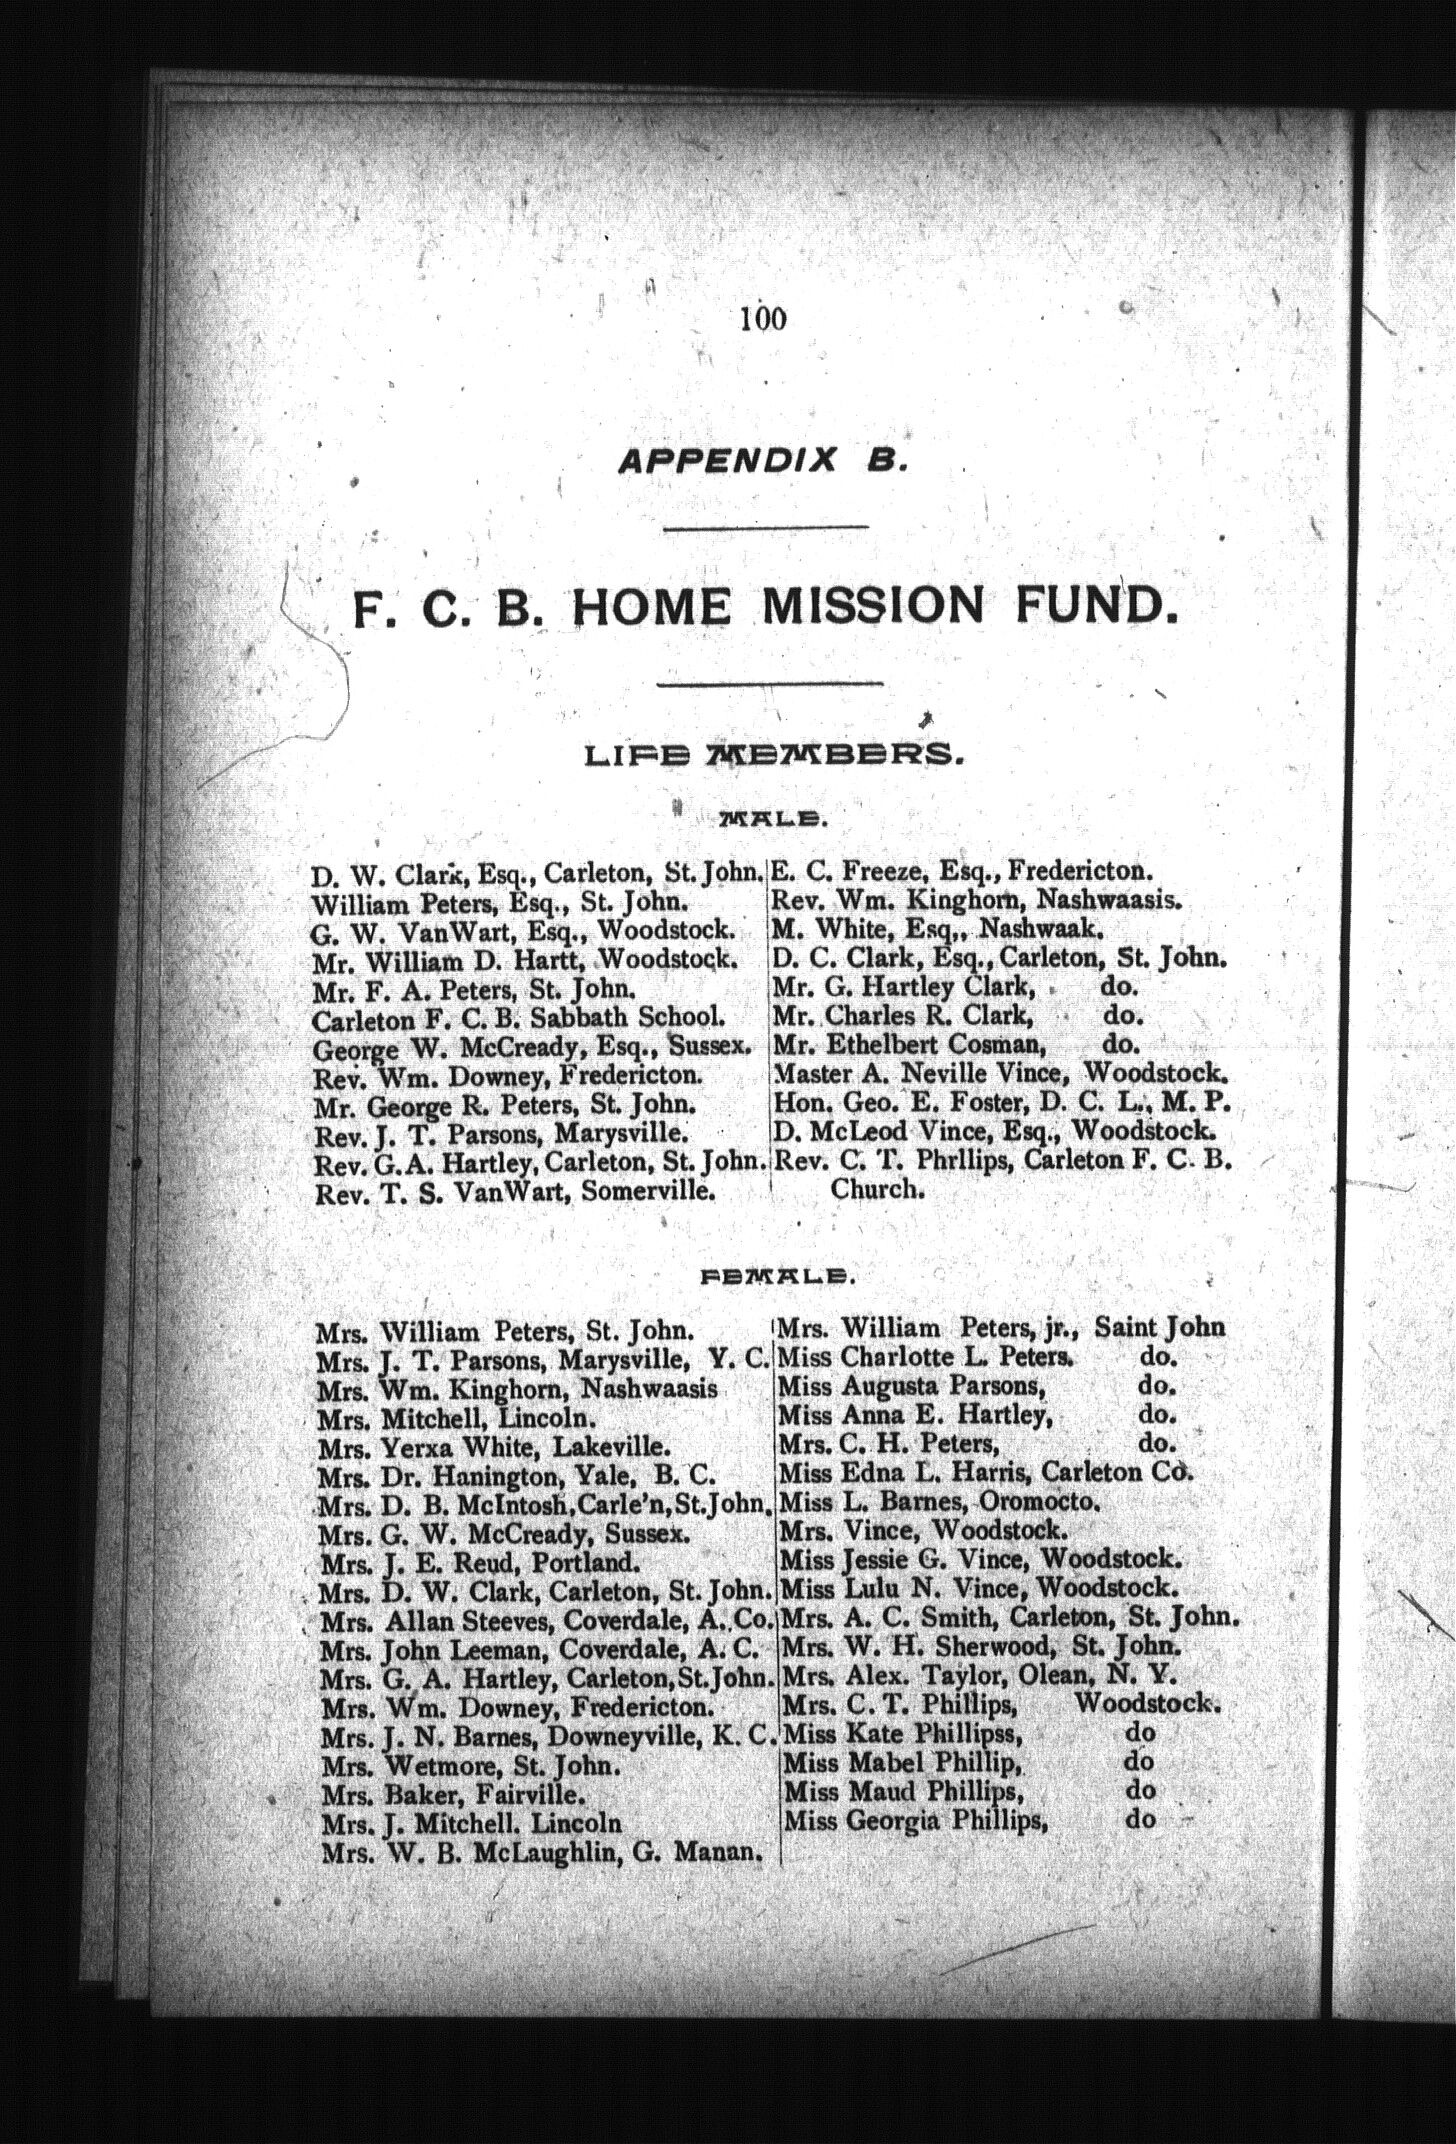 100
APPENDIX B.
F. C. B. HOME MISSION FUND.
LIFE MEMBERS.
MALE.
D. W. Clark, Esq., Carleton, St. John.
William Peters, Esq., St. John.
G. W. VanWart, Esq., Woodstock.
Mr. William D. Hartt, Woodstock.
Mr. F. A. Peters, St. John.
Carleton F. C. B. Sabbath School.
George W. McCready, Esq., Sussex.
Rev. Wm. Downey, Fredericton.
Mr. George R. Peters, St. John.
Rev. J. T. Parsons, Marysville.
Rev. G. A. Hartley, Carleton, St. John.
Rev. T. S. VanWart, Somerville.
E. C. Freeze, Esq., Fredericton.
Rev. Wm. Kinghorn, Nashwaasis.
M. White, Esq,, Nashwaak.
D. C. Clark, Esq., Carleton, St. John.
Mr. G. Hartley Clark, do.
Mr. Charles R. Clark, do.
Mr. Ethelbert Cosman, do.
Master A. Neville Vince, Woodstock.
Hon. Geo. E. Foster, D. C. L., M. P.
D. McLeod Vince, Esq., Woodstock.
Rev. C. T. Phrllips, Carleton F. C. B.
Church.
FEMALE.
Mrs. William Peters, St. John.
Mrs. J. T. Parsons, Marysville, Y. C.
Mrs. Wm. Kinghorn, Nashwaasis
Mrs. Mitchell, Lincoln.
Mrs. Yerxa White, Lakeville.
Mrs. Dr. Hanington, Yale, B. C.
Mrs. D. B. McIntosh, Carle'n, St. John.
Mrs. G. W. McCready, Sussex.
Mrs. J. E. Reud, Portland.
Mrs. D. W. Clark, Carleton, St. John.
Mrs. Allan Steeves, Coverdale, A. Co.
Mrs. John Leeman, Coverdale, A. C.
Mrs. G. A. Hartley, Carleton, St. John.
Mrs. Wm. Downey, Fredericton.
Mrs. J. N. Barnes, Downeyville, K. C.
Mrs. Wetmore, St. John.
Mrs. Baker, Fairville.
Mrs. J. Mitchell. Lincoln
Mrs. W. B. McLaughlin, G. Manan.
Mrs. William Peters, jr., Saint John
Miss Charlotte L. Peters. do.
Miss Augusta Parsons, do.
Miss Anna E. Hartley, do.
Mrs. C. H. Peters, do.
Miss Edna L. Harris, Carleton Co.
Miss L. Barnes, Oromocto.
Mrs. Vince, Woodstock.
Miss Jessie G. Vince, Woodstock.
Miss Lulu N. Vince, Woodstock.
Mrs. A. C. Smith, Carleton, St. John.
Mrs. W. H. Sherwood, St. John.
Mrs. Alex. Taylor, Olean, N. Y.
Mrs. C. T. Phillips, Woodstock.
Miss Kate Phillipss, do
Miss Mabel Phillip, do
Miss Maud Phillips, do
Miss Georgia Phillips, do